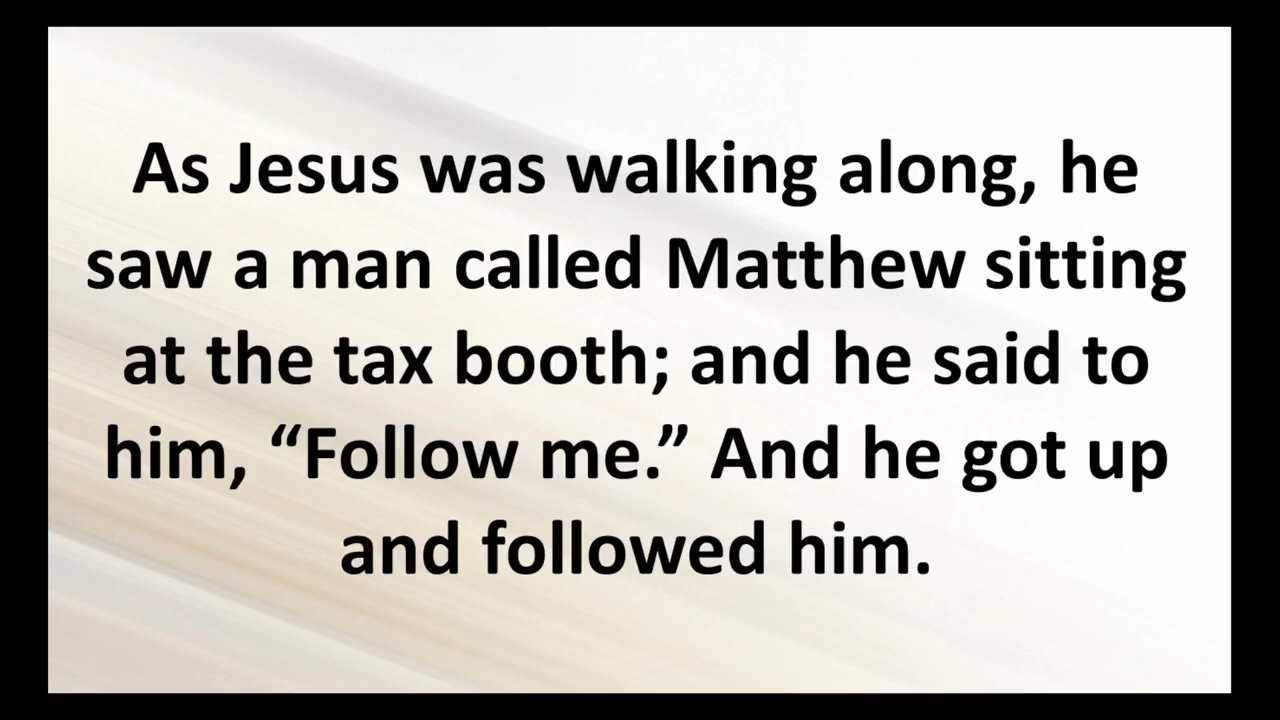 As Jesus was walking along, he
saw a man called Matthew sitting
at the tax booth; and he said to
him, “Follow me.” And he got up
and followed him.